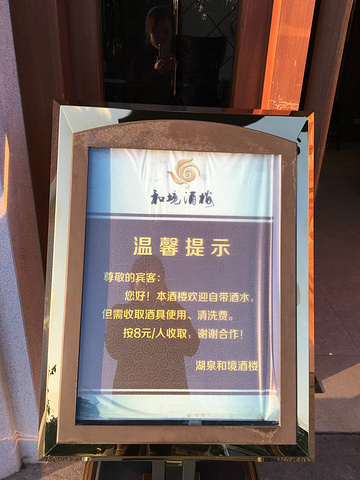 和境酒楼
温馨提示
尊敬的宾客：
您好！本酒楼欢迎自带酒水，
但需收取酒具使用、清洗费。
按8元/人收取，谢谢合作！
湖泉和境酒楼